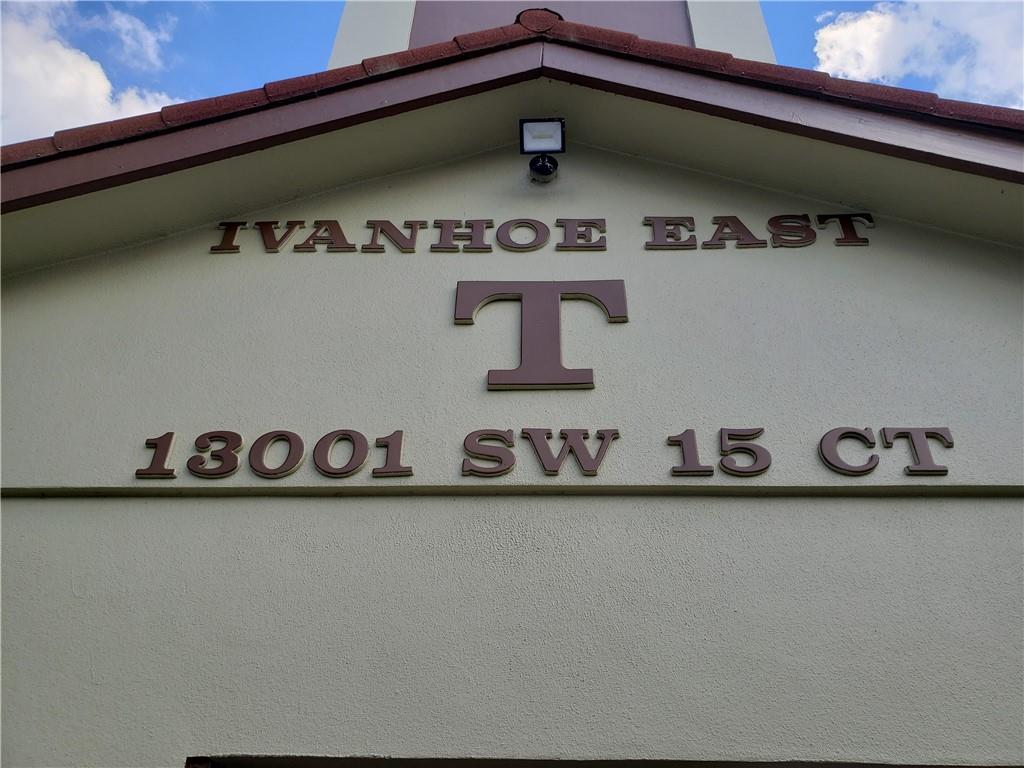 IVANHOE EAST
T
13001 SW 15 CT